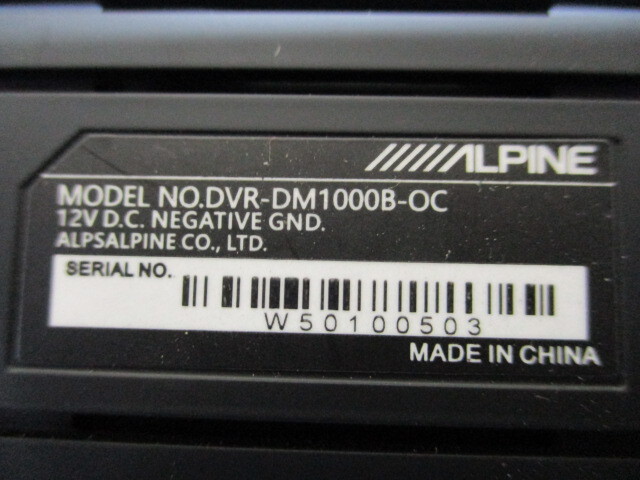 ALPINE
MODEL NO.DVR-DM1000B-OC
12V D.C. NEGATIVE GND.
ALPSALPINE CO., LTD.
SERIAL NO.
W50100503
MADE IN CHINA